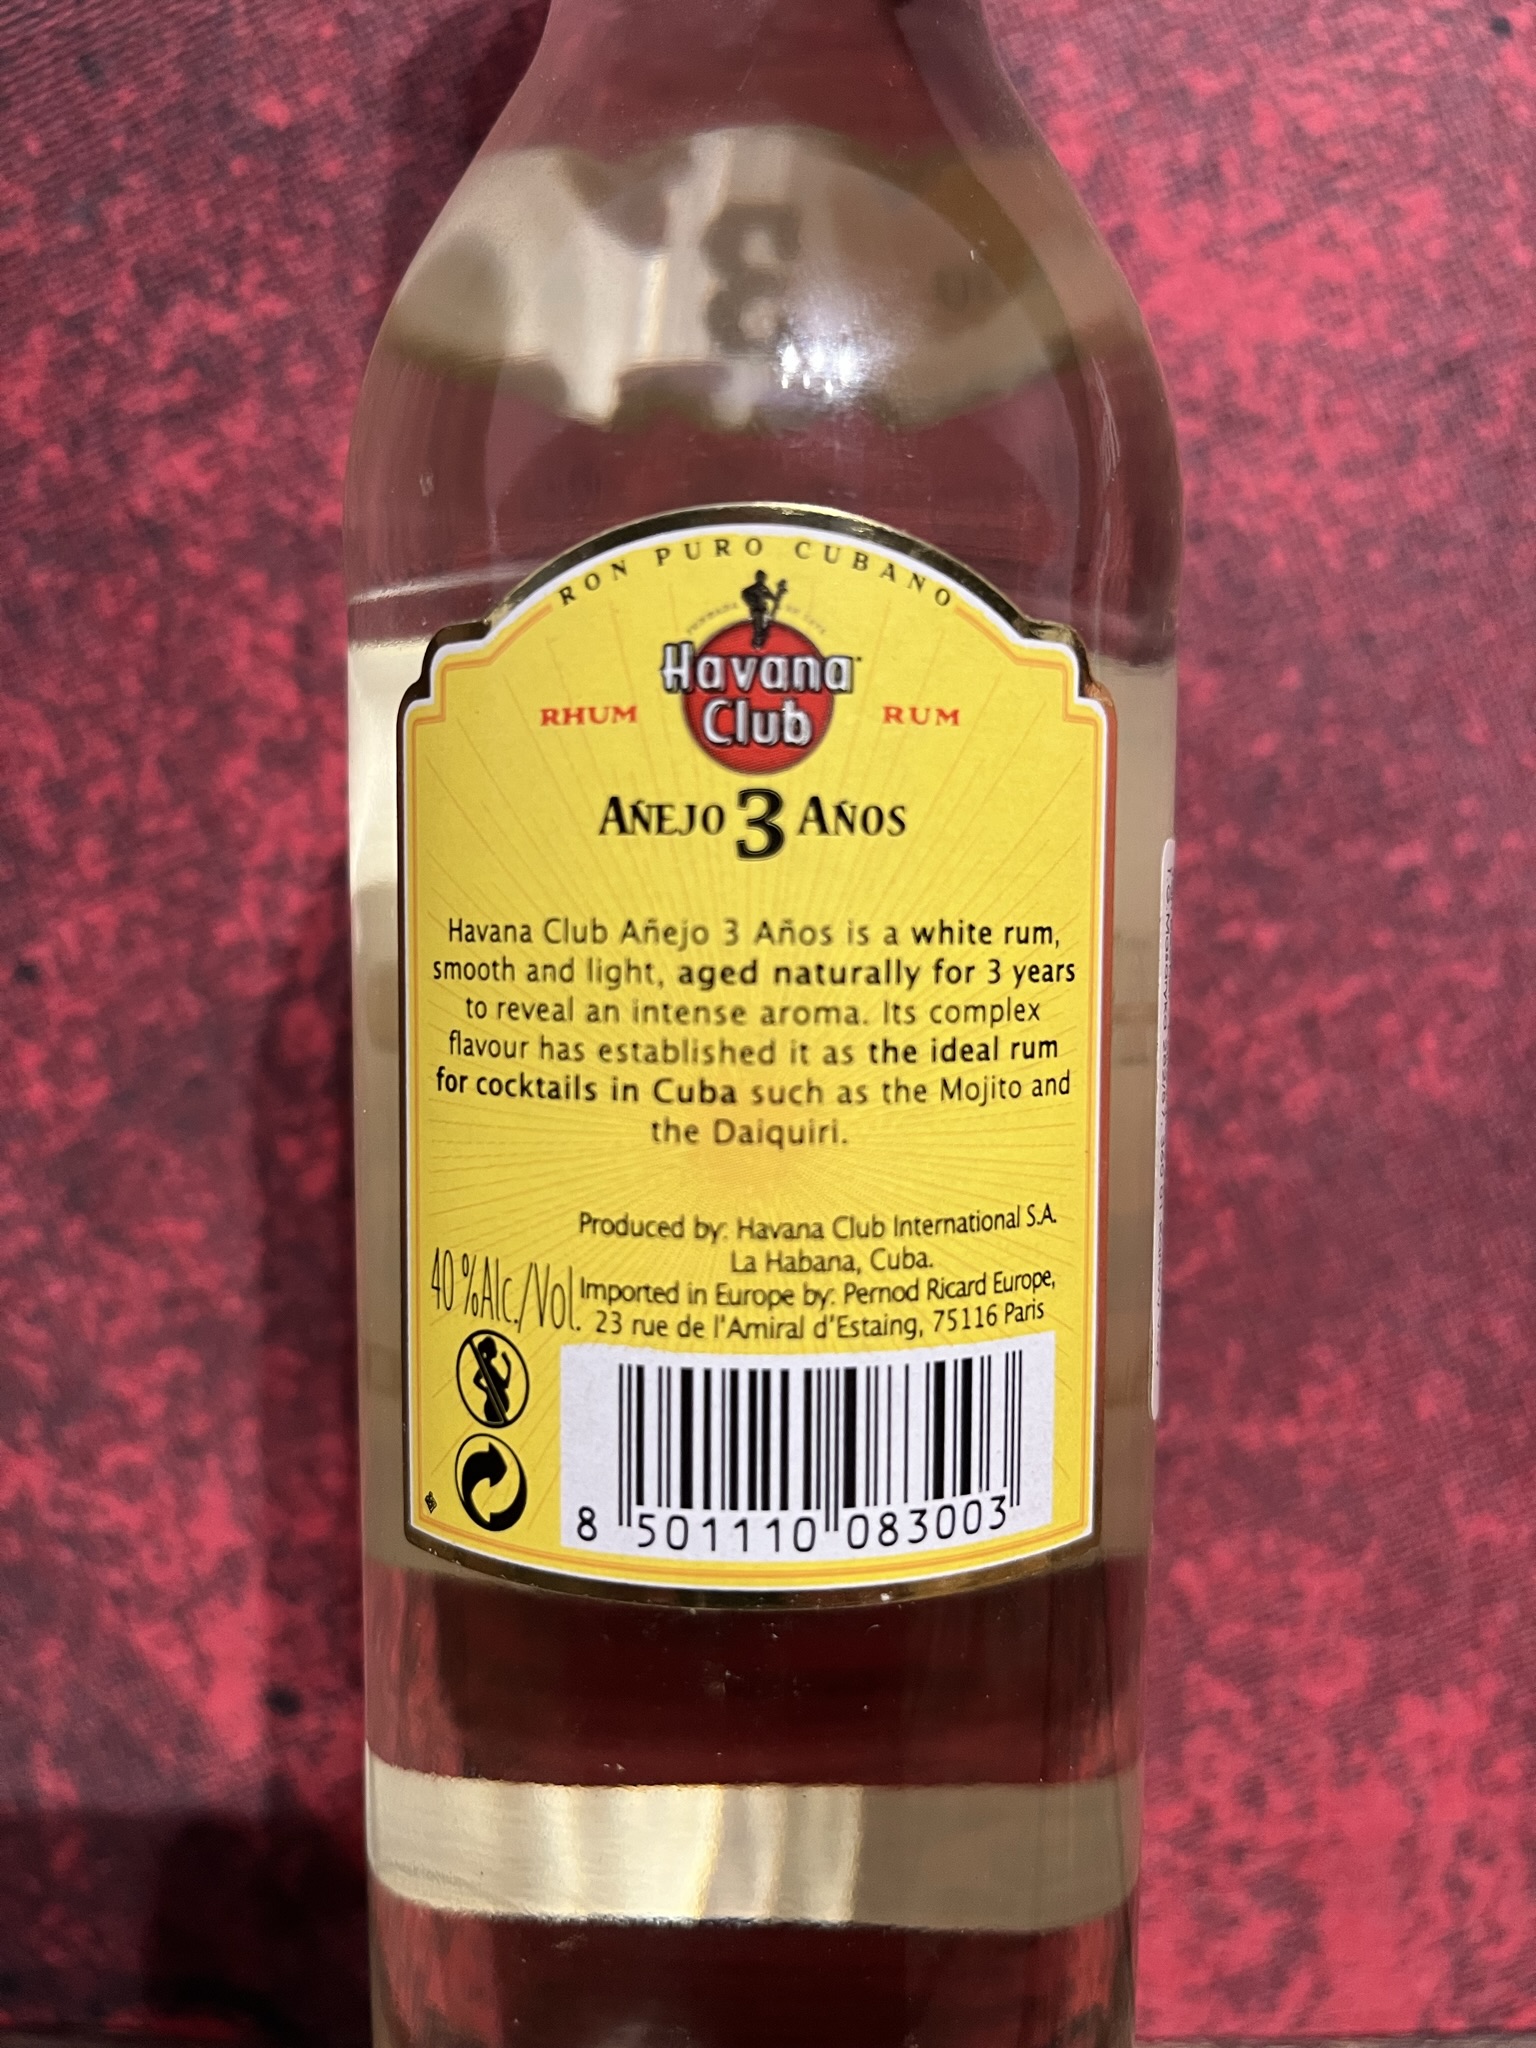 RON PURO CUBANO
Havana
Club
RHUM
RUM
AÑEJO 3 AÑOS
Havana Club Añejo 3 Años is a white rum,
smooth and light, aged naturally for 3 years
to reveal an intense aroma. Its complex
flavour has established it as the ideal rum
for cocktails in Cuba such as the Mojito and
the Daiquiri.
Produced by: Havana Club International S.A.
La Habana, Cuba.
Imported in Europe by: Pernod Ricard Europe,
23 rue de l'Amiral d'Estaing, 75116 Paris
40 %Alc./Vol.
8 501110 083003